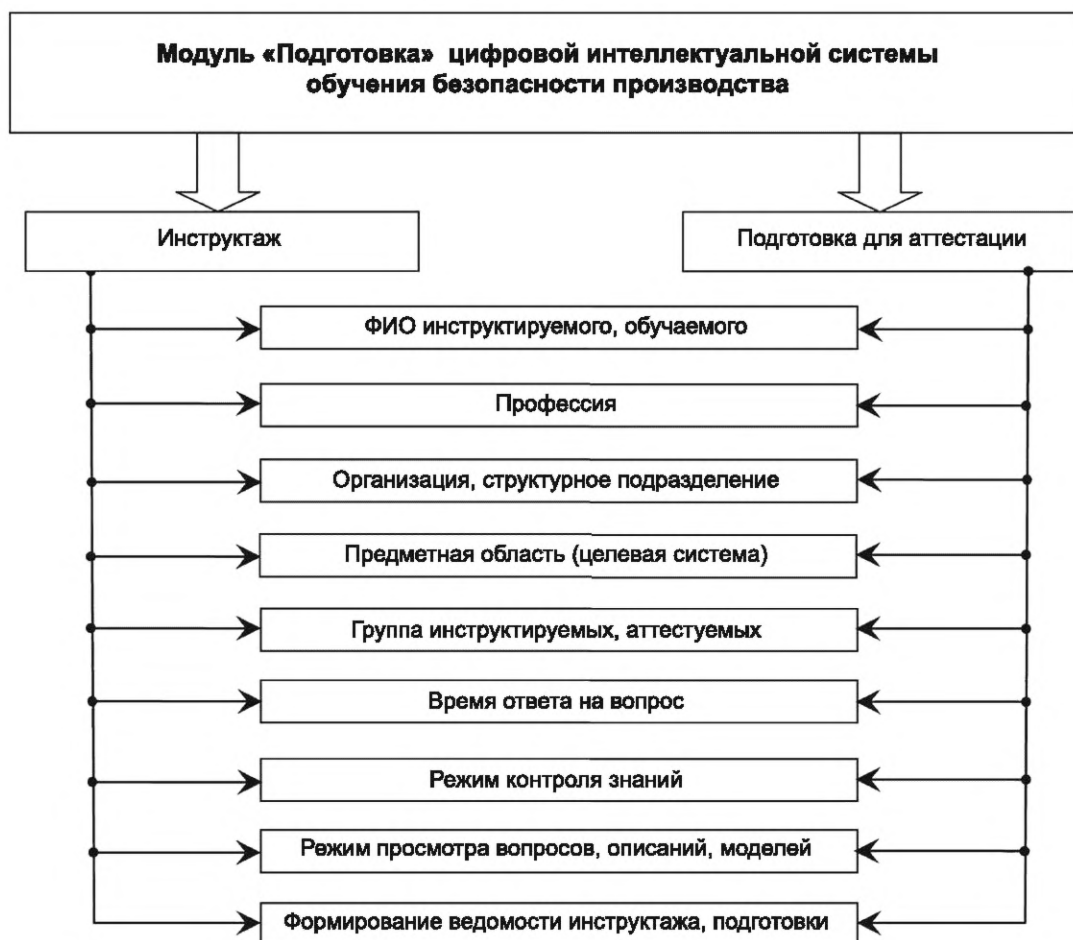 Модуль «Подготовка» цифровой интеллектуальной системы
обучения безопасности производства
Инструктаж
Подготовка для аттестации
ФИО инструктируемого, обучаемого
Профессия
Организация, структурное подразделение
Предметная область (целевая система)
Группа инструктируемых, аттестуемых
Время ответа на вопрос
Режим контроля знаний
Режим просмотра вопросов, описаний, моделей
Формирование ведомости инструктажа, подготовки